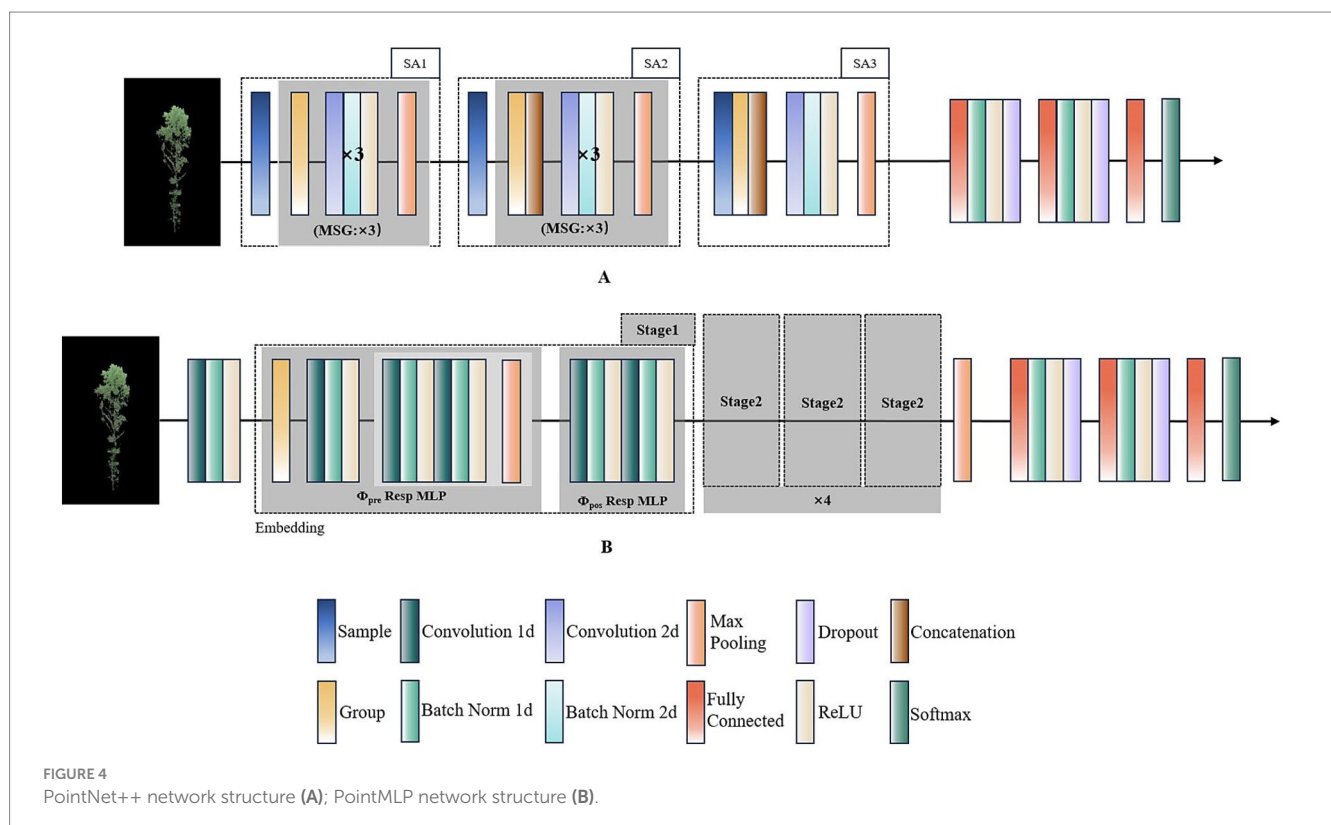 SA1
SA2
SA3
×3
×3
(MSG:×3)
(MSG:×3)
A
Stage1
Stage2
Stage2
Stage2
Φpre Resp MLP
Φpos Resp MLP
×4
Embedding
B
Sample
Convolution 1d
Convolution 2d
Max
Pooling
Dropout
Concatenation
Group
Batch Norm 1d
Batch Norm 2d
Fully
Connected
ReLU
Softmax
FIGURE 4
PointNet++ network structure (A); PointMLP network structure (B).